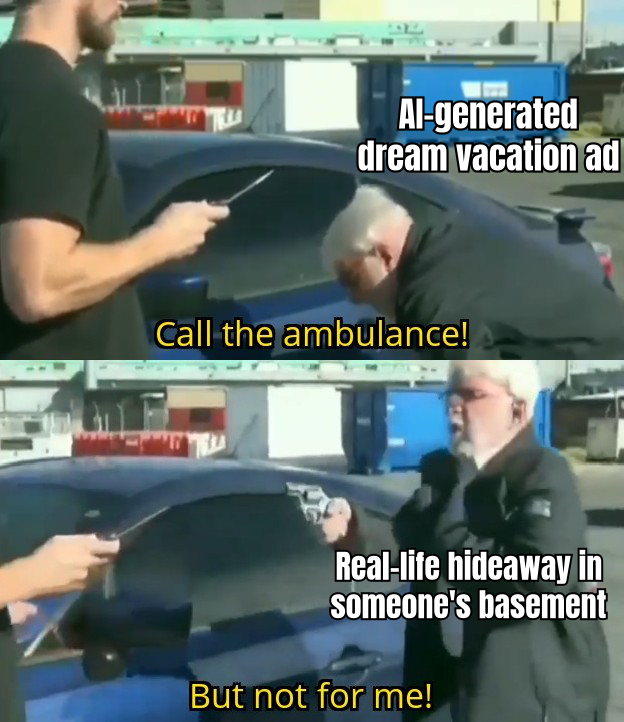 AI-generated
dream vacation ad
Call the ambulance!
Real-life hideaway in
someone's basement
But not for me!